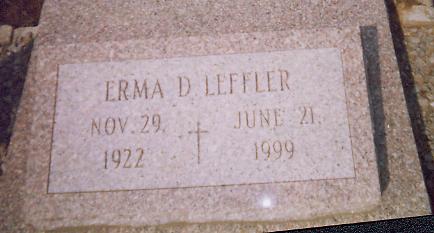 ERMA D. LEFFLER
NOV. 29, JUNE 21,
1922 1999